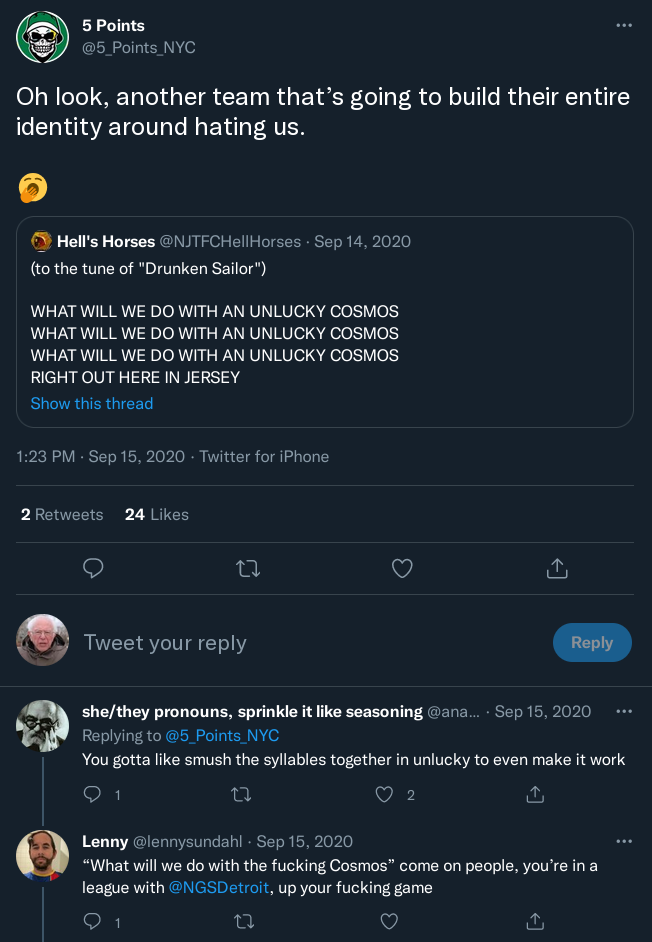 5 Points
@5_Points_NYC
Oh look, another team that’s going to build their entire
identity around hating us.
🥱
Hell's Horses @NJTFCHellHorses · Sep 14, 2020
(to the tune of "Drunken Sailor")
WHAT WILL WE DO WITH AN UNLUCKY COSMOS
WHAT WILL WE DO WITH AN UNLUCKY COSMOS
WHAT WILL WE DO WITH AN UNLUCKY COSMOS
RIGHT OUT HERE IN JERSEY
Show this thread
1:23 PM · Sep 15, 2020 · Twitter for iPhone
2 Retweets 24 Likes
Tweet your reply
Reply
she/they pronouns, sprinkle it like seasoning @ana... · Sep 15, 2020
Replying to @5_Points_NYC
You gotta like smush the syllables together in unlucky to even make it work
1 2
Lenny @lennysundahl · Sep 15, 2020
“What will we do with the fucking Cosmos” come on people, you’re in a
league with @NGSDetroit, up your fucking game
1